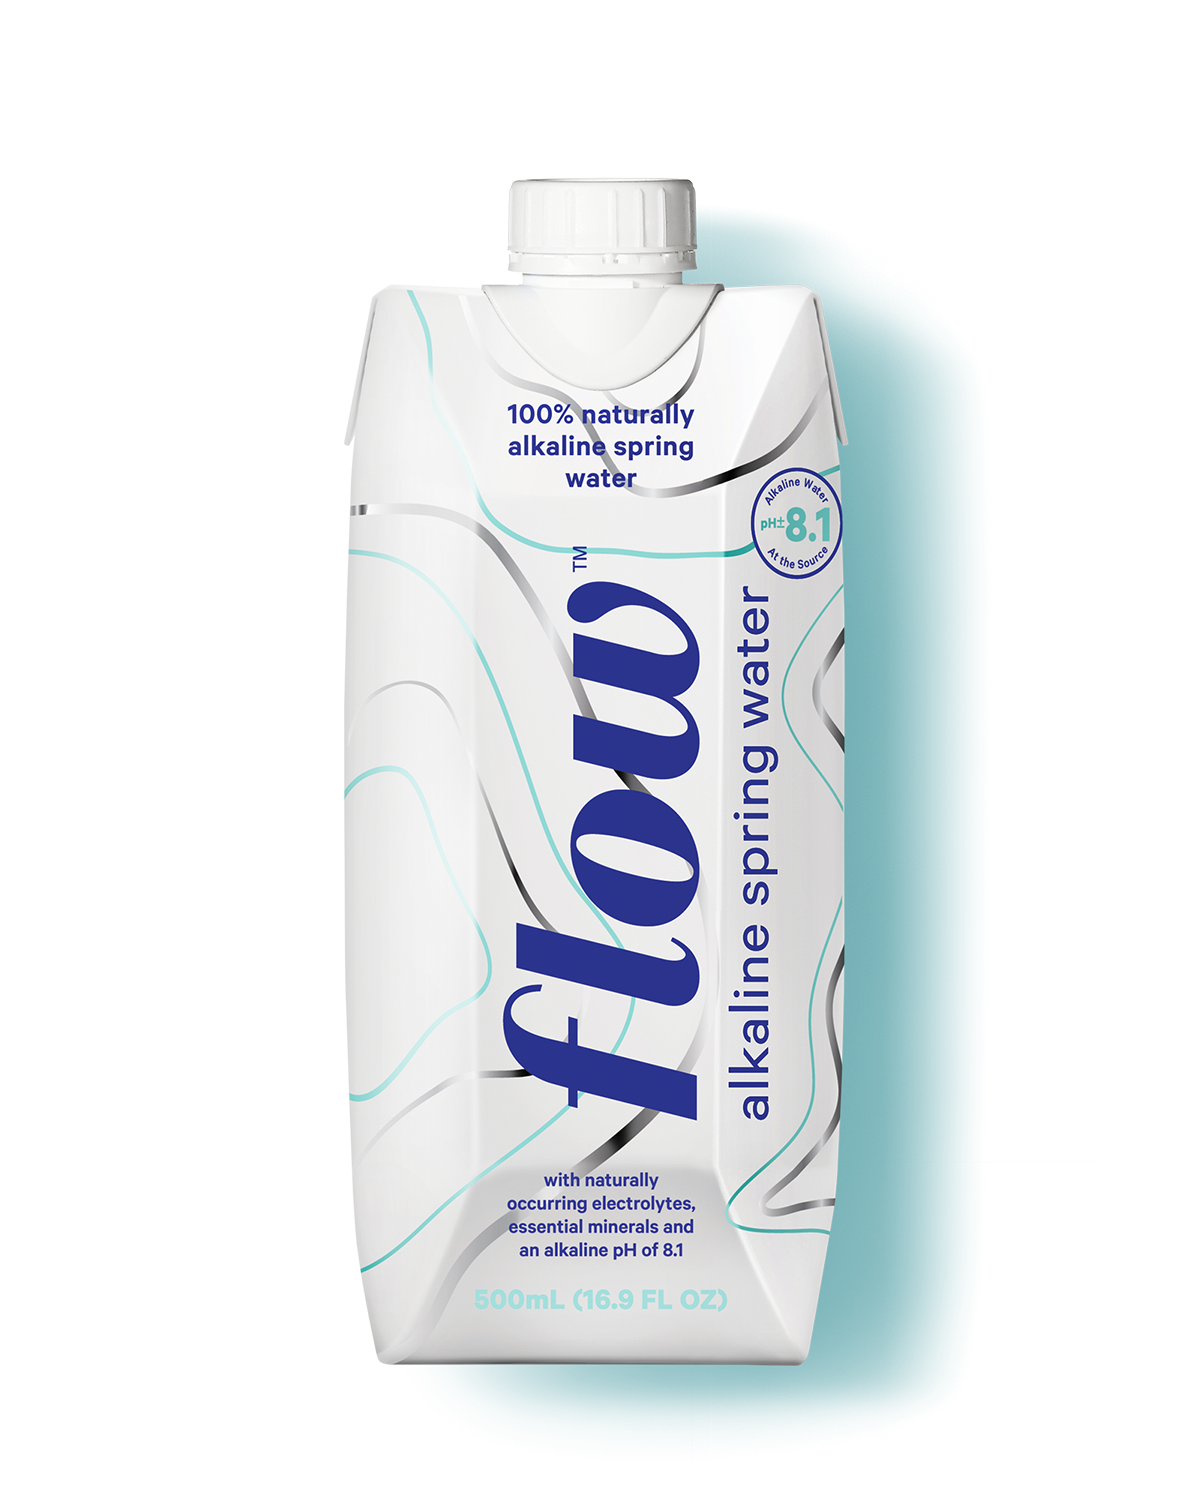 100% naturally
alkaline spring
water
Alkaline Water
pH±8.1
At the Source
flow™
alkaline spring water
with naturally
occurring electrolytes,
essential minerals and
an alkaline pH of 8.1
500mL (16.9 FL OZ)